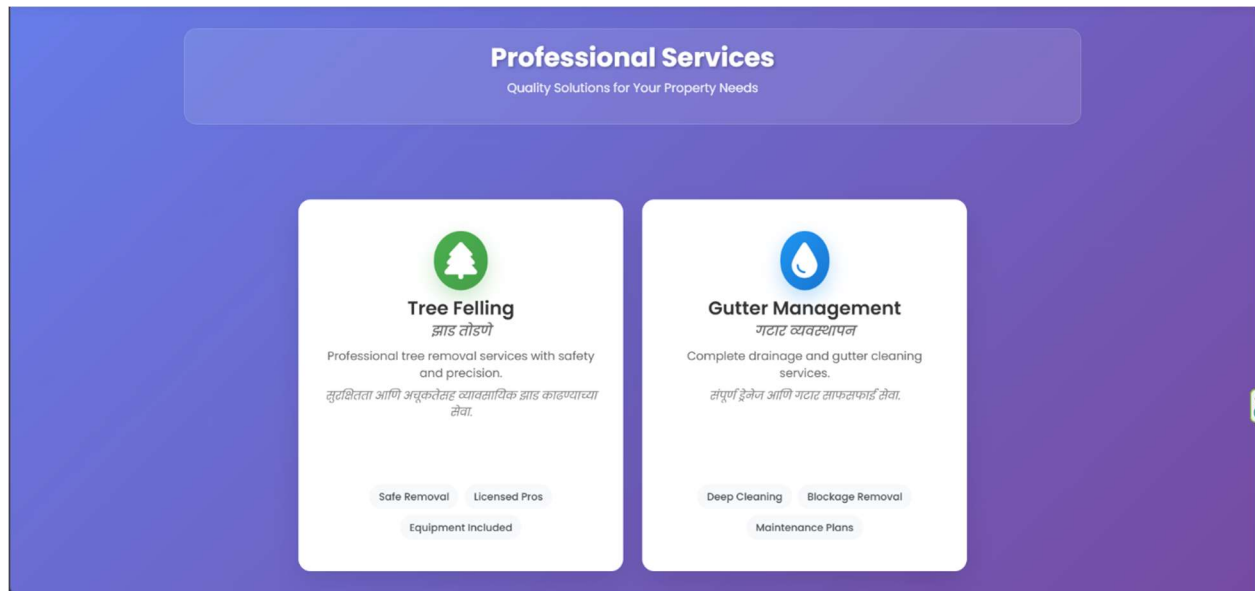 Professional Services
Quality Solutions for Your Property Needs
Tree Felling
झाड तोडणे
Professional tree removal services with safety
and precision.
सुरक्षितता आणि अचूकतेसह व्यावसायिक झाड काढण्याच्या
सेवा.
Safe Removal
Licensed Pros
Equipment Included
Gutter Management
गटार व्यवस्थापन
Complete drainage and gutter cleaning
services.
संपूर्ण ड्रेनेज आणि गटार साफसफाई सेवा.
Deep Cleaning
Blockage Removal
Maintenance Plans